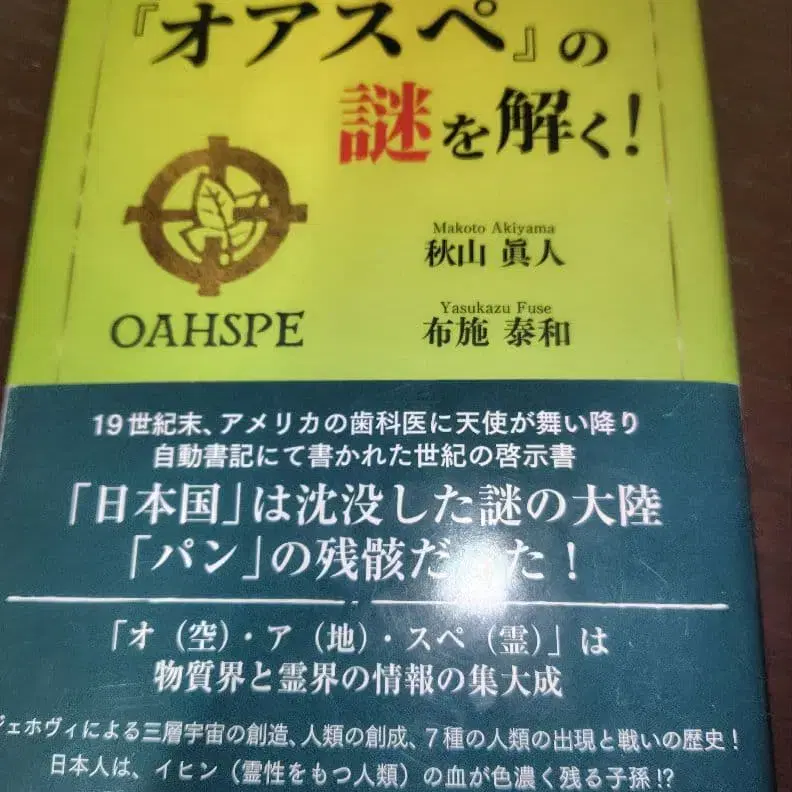 『オアスペ』の
謎を解く！
Makoto Akiyama
秋山 眞人
Yasukazu Fuse
布施 泰和
OAHSPE
19世紀末、アメリカの歯科医に天使が舞い降り
自動書記にて書かれた世紀の啓示書
「日本国」は沈没した謎の大陸
「パン」の残骸だった！
「オ（空）・ア（地）・スペ（霊）」は
物質界と霊界の情報の集大成
ジェホヴィによる三層宇宙の創造、人類の創成、7種の人類の出現と戦いの歴史！
日本人は、イヒン（霊性をもつ人類）の血が色濃く残る子孫!?